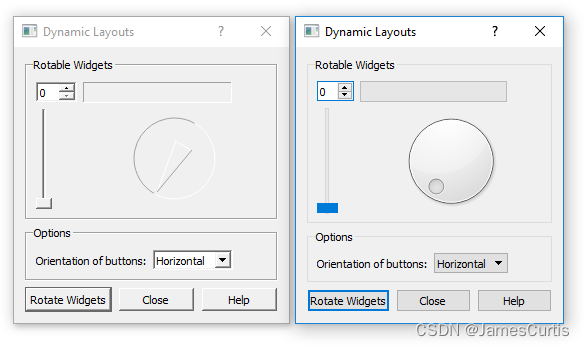 Dynamic Layouts ?
Rotable Widgets
0
Options
Orientation of buttons: Horizontal
Rotate Widgets Close Help
Dynamic Layouts ?
Rotable Widgets
0
Options
Orientation of buttons: Horizontal
Rotate Widgets Close Help
CSDN @JamesCurtis